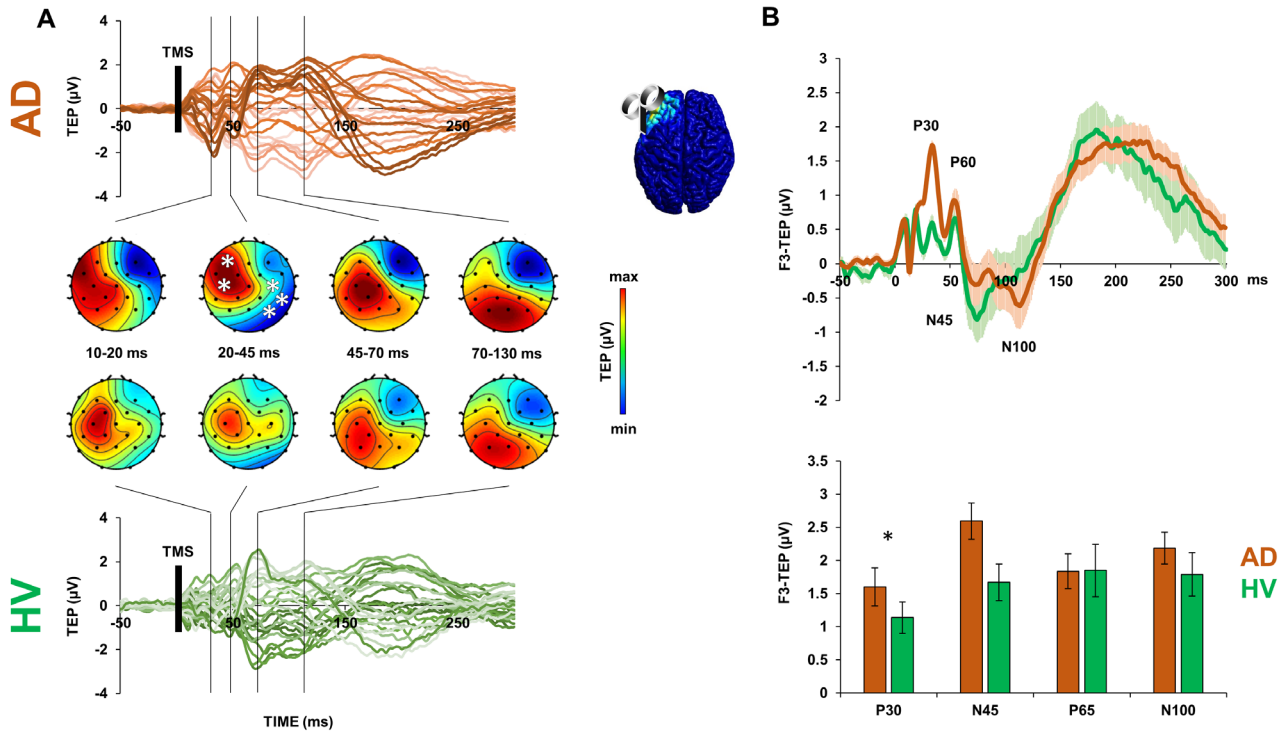 A
AD
TEP (µV)
4
2
0
-2
-4
TMS
-50
50
150
250
10-20 ms
20-45 ms
45-70 ms
70-130 ms
* * * * *
max
TEP (µV)
min
HV
TEP (µV)
4
2
0
-2
-4
TMS
-50
50
150
250
TIME (ms)
B
F3-TEP (µV)
3
2.5
2
1.5
1
0.5
0
-0.5
-1
-1.5
-2
P30
P60
N45
N100
-50
0
50
100
150
200
250
300
ms
F3-TEP (µV)
3.5
3
2.5
2
1.5
1
0.5
0
*
P30
N45
P65
N100
AD
HV